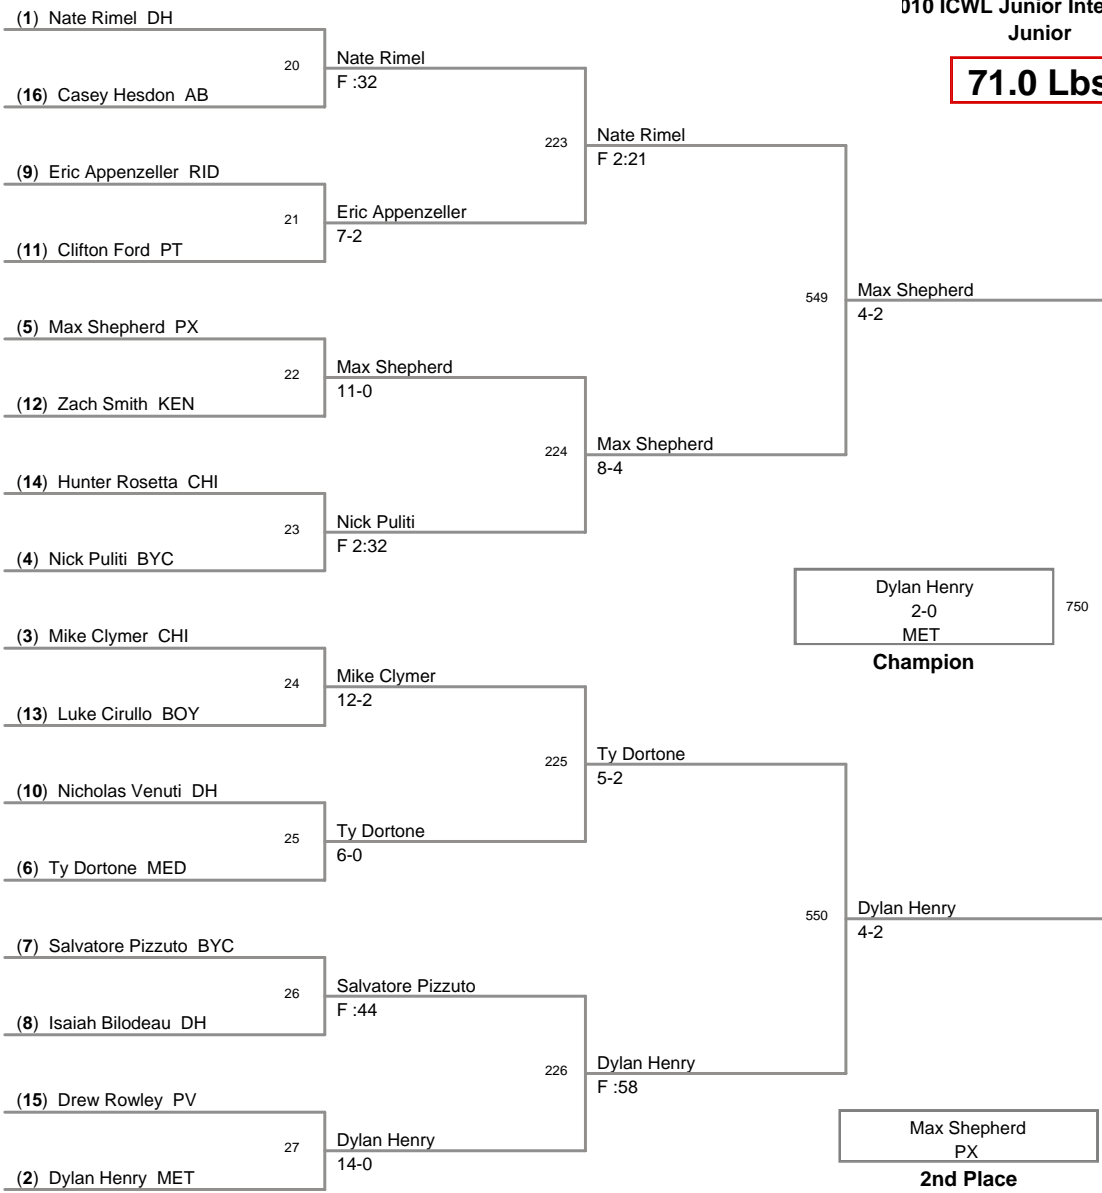 010 ICWL Junior Inte
Junior
71.0 Lbs
(1) Nate Rimel DH
20
Nate Rimel
F :32
(16) Casey Hesdon AB
223
Nate Rimel
F 2:21
(9) Eric Appenzeller RID
21
Eric Appenzeller
7-2
(11) Clifton Ford PT
549
Max Shepherd
4-2
(5) Max Shepherd PX
22
Max Shepherd
11-0
(12) Zach Smith KEN
224
Max Shepherd
8-4
(14) Hunter Rosetta CHI
23
Nick Puliti
F 2:32
(4) Nick Puliti BYC
Dylan Henry
2-0
MET
750
Champion
(3) Mike Clymer CHI
24
Mike Clymer
12-2
(13) Luke Cirullo BOY
225
Ty Dortone
5-2
(10) Nicholas Venuti DH
25
Ty Dortone
6-0
(6) Ty Dortone MED
550
Dylan Henry
4-2
(7) Salvatore Pizzuto BYC
26
Salvatore Pizzuto
F :44
(8) Isaiah Bilodeau DH
226
Dylan Henry
F :58
(15) Drew Rowley PV
27
Dylan Henry
14-0
(2) Dylan Henry MET
Max Shepherd
PX
2nd Place